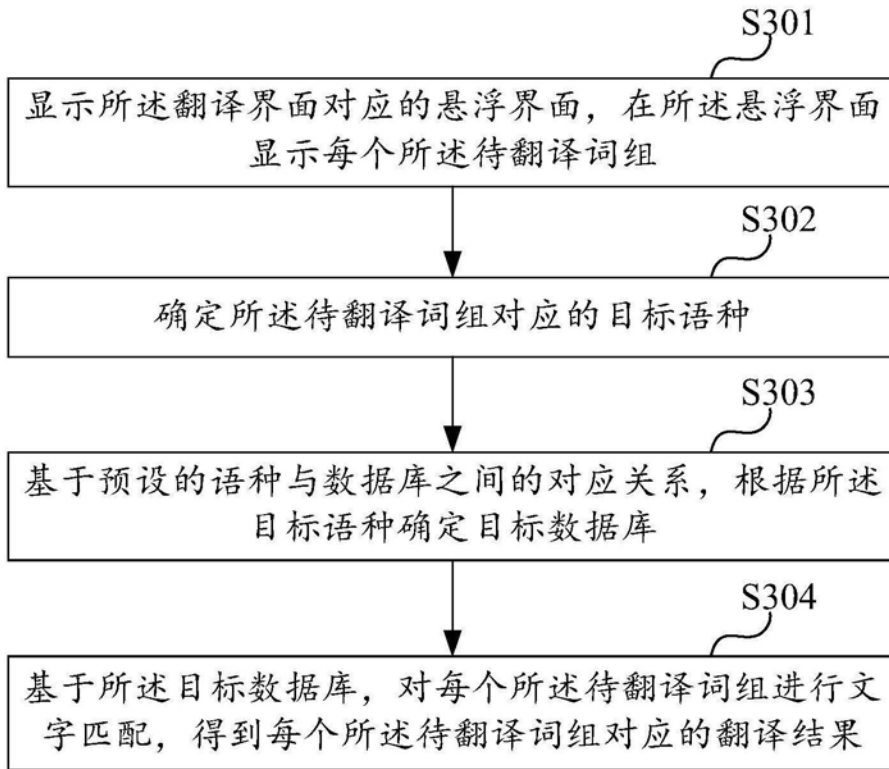 S301
显示所述翻译界面对应的悬浮界面，在所述悬浮界面
显示每个所述待翻译词组
S302
确定所述待翻译词组对应的目标语种
S303
基于预设的语种与数据库之间的对应关系，根据所述
目标语种确定目标数据库
S304
基于所述目标数据库，对每个所述待翻译词组进行文
字匹配，得到每个所述待翻译词组对应的翻译结果